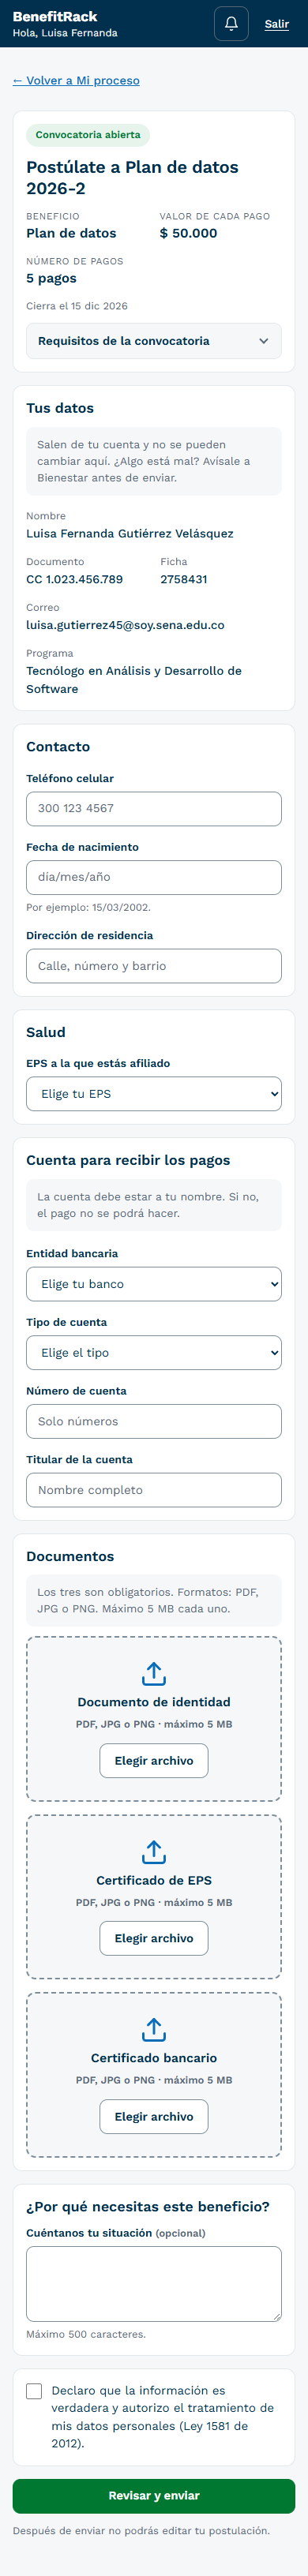 BenefitRack
Hola, Luisa Fernanda
Salir
← Volver a Mi proceso
Convocatoria abierta
Postúlate a Plan de datos
2026-2
BENEFICIO
VALOR DE CADA PAGO
Plan de datos
$ 50.000
NÚMERO DE PAGOS
5 pagos
Cierra el 15 dic 2026
Requisitos de la convocatoria
Tus datos
Salen de tu cuenta y no se pueden
cambiar aquí. ¿Algo está mal? Avísale a
Bienestar antes de enviar.
Nombre
Luisa Fernanda Gutiérrez Velásquez
Documento
Ficha
CC 1.023.456.789
2758431
Correo
luisa.gutierrez45@soy.sena.edu.co
Programa
Tecnólogo en Análisis y Desarrollo de
Software
Contacto
Teléfono celular
300 123 4567
Fecha de nacimiento
día/mes/año
Por ejemplo: 15/03/2002.
Dirección de residencia
Calle, número y barrio
Salud
EPS a la que estás afiliado
Elige tu EPS
Cuenta para recibir los pagos
La cuenta debe estar a tu nombre. Si no,
el pago no se podrá hacer.
Entidad bancaria
Elige tu banco
Tipo de cuenta
Elige el tipo
Número de cuenta
Solo números
Titular de la cuenta
Nombre completo
Documentos
Los tres son obligatorios. Formatos: PDF,
JPG o PNG. Máximo 5 MB cada uno.
Documento de identidad
PDF, JPG o PNG · máximo 5 MB
Elegir archivo
Certificado de EPS
PDF, JPG o PNG · máximo 5 MB
Elegir archivo
Certificado bancario
PDF, JPG o PNG · máximo 5 MB
Elegir archivo
¿Por qué necesitas este beneficio?
Cuéntanos tu situación (opcional)
Máximo 500 caracteres.
Declaro que la información es
verdadera y autorizo el tratamiento de
mis datos personales (Ley 1581 de
2012).
Revisar y enviar
Después de enviar no podrás editar tu postulación.